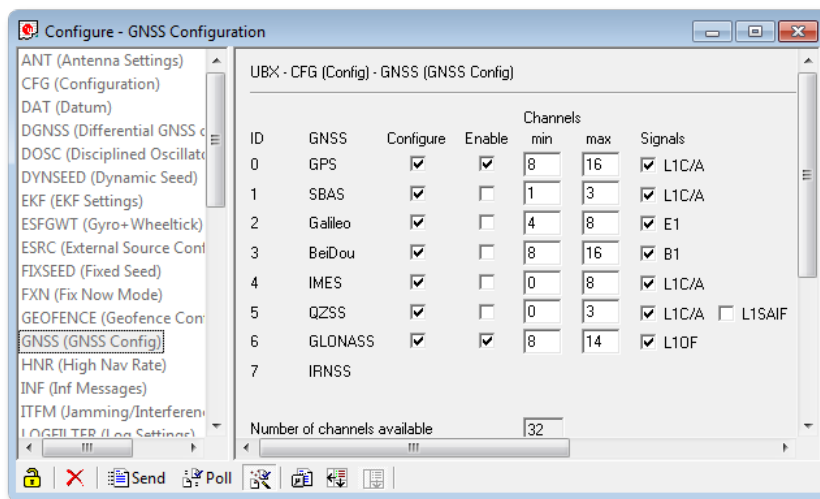 Configure - GNSS Configuration
ANT (Antenna Settings)
CFG (Configuration)
DAT (Datum)
DGNSS (Differential GNSS c
DOSC (Disciplined Oscillato
DYNSEED (Dynamic Seed)
EKF (EKF Settings)
ESFGWT (Gyro+Wheeltick)
ESRC (External Source Conf
FIXSEED (Fixed Seed)
FXN (Fix Now Mode)
GEOFENCE (Geofence Con
GNSS (GNSS Config)
HNR (High Nav Rate)
INF (Inf Messages)
ITFM (Jamming/Interferen
LOGFILTER (Log Settings)
UBX - CFG (Config) - GNSS (GNSS Config)
Channels
ID GNSS Configure Enable min max Signals
0 GPS 8 16 L1C/A
1 SBAS 1 3 L1C/A
2 Galileo 4 8 E1
3 BeiDou 8 16 B1
4 IMES 0 8 L1C/A
5 QZSS 0 3 L1C/A L1SAIF
6 GLONASS 8 14 L1OF
7 IRNSS
Number of channels available 32
Send Poll